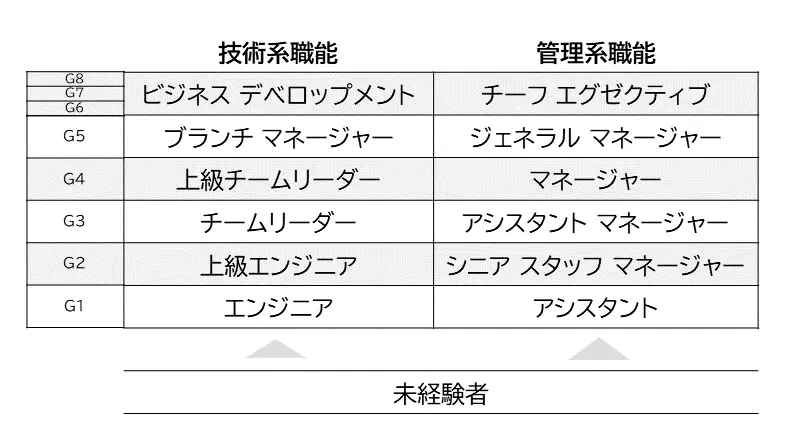 技術系職能 管理系職能
G8
G7
G6
ビジネス デベロップメント チーフ エグゼクティブ
G5 ブランチ マネージャー ジェネラル マネージャー
G4 上級チームリーダー マネージャー
G3 チームリーダー アシスタント マネージャー
G2 上級エンジニア シニア スタッフ マネージャー
G1 エンジニア アシスタント
未経験者